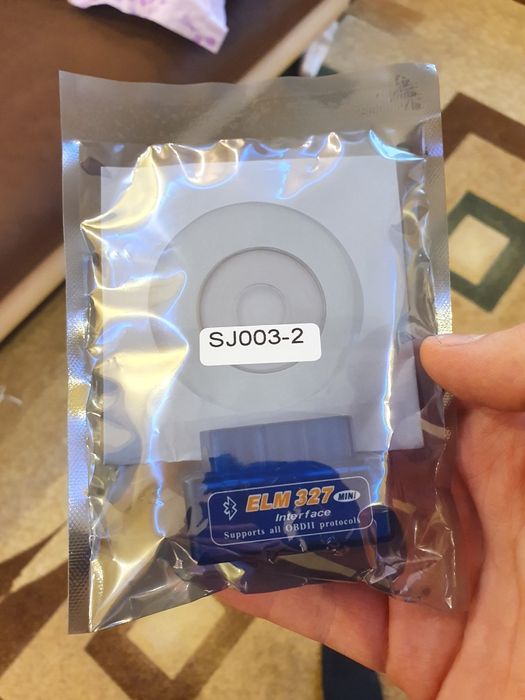 SJ003-2
ELM 327 MINI
Interface
Supports all OBDII protocols